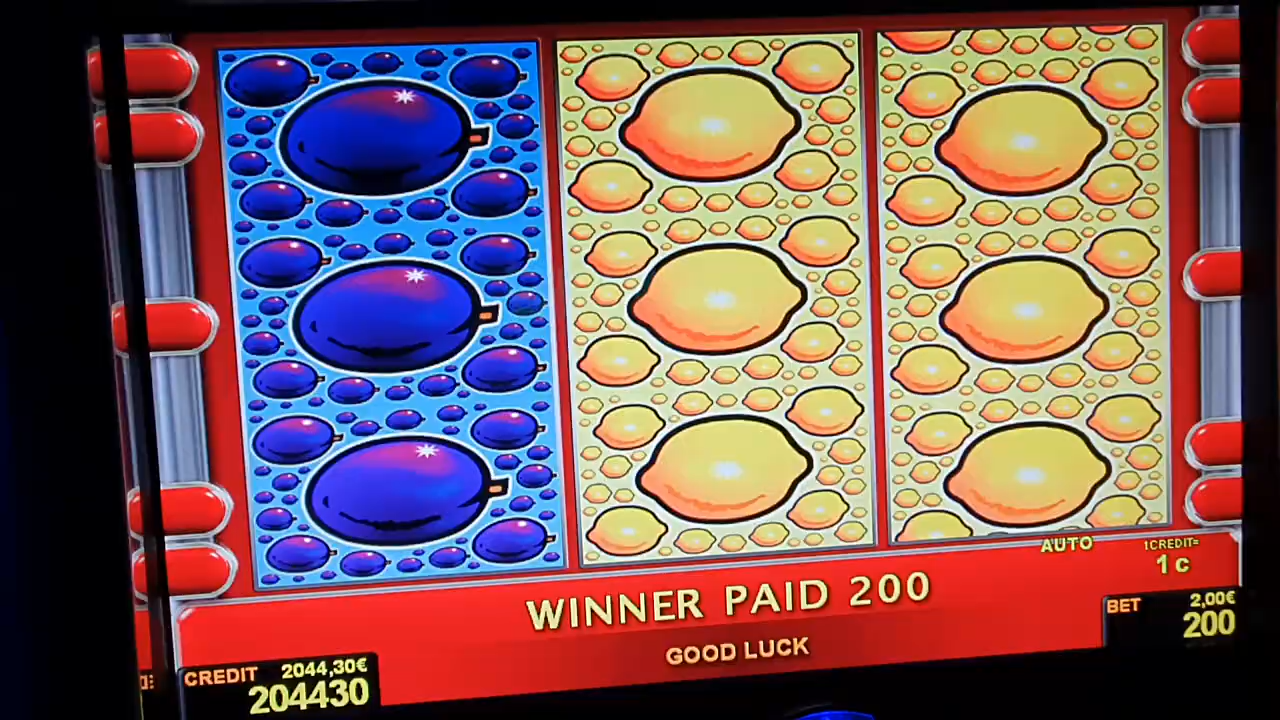 AUTO
1CREDIT=
1 c
WINNER PAID 200
GOOD LUCK
BET 2,00€
200
CREDIT 2044,30€
204430